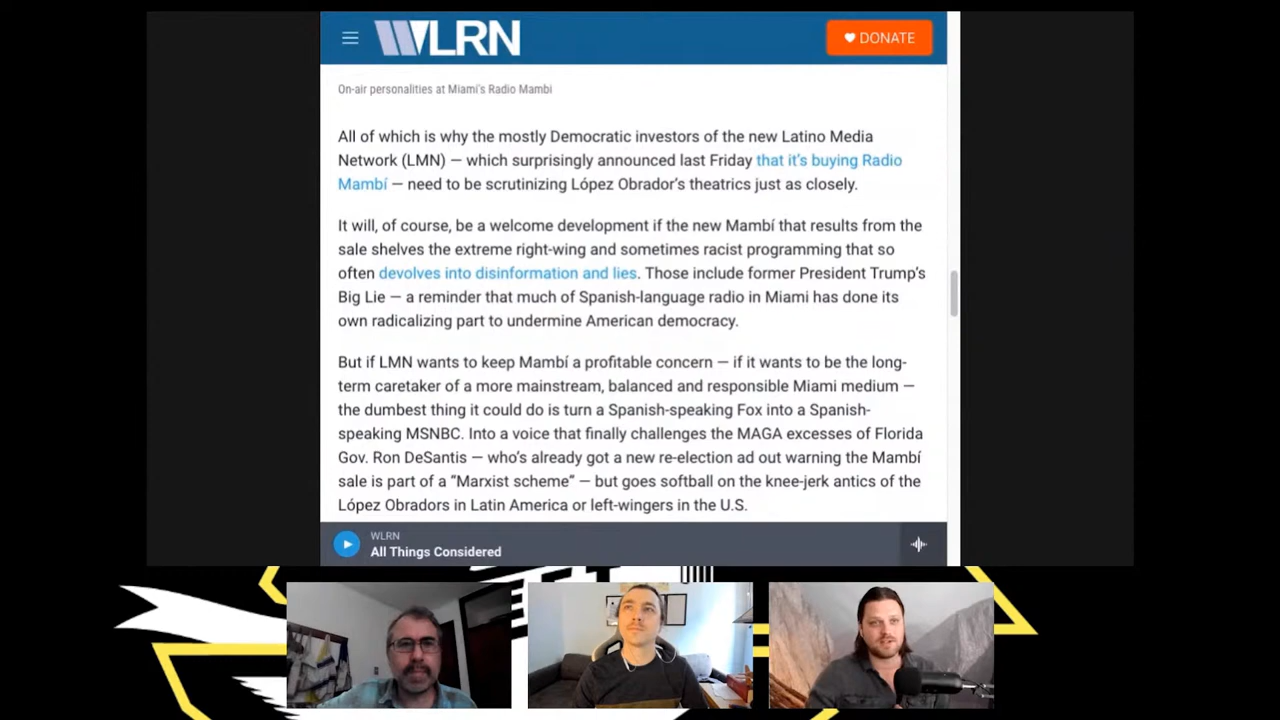 WLRN
DONATE
On-air personalities at Miami's Radio Mambi
All of which is why the mostly Democratic investors of the new Latino Media
Network (LMN) — which surprisingly announced last Friday that it's buying Radio
Mambí — need to be scrutinizing López Obrador's theatrics just as closely.
It will, of course, be a welcome development if the new Mambí that results from the
sale shelves the extreme right-wing and sometimes racist programming that so
often devolves into disinformation and lies. Those include former President Trump's
Big Lie — a reminder that much of Spanish-language radio in Miami has done its
own radicalizing part to undermine American democracy.
But if LMN wants to keep Mambí a profitable concern — if it wants to be the long-
term caretaker of a more mainstream, balanced and responsible Miami medium —
the dumbest thing it could do is turn a Spanish-speaking Fox into a Spanish-
speaking MSNBC. Into a voice that finally challenges the MAGA excesses of Florida
Gov. Ron DeSantis — who's already got a new re-election ad out warning the Mambí
sale is part of a “Marxist scheme“ — but goes softball on the knee-jerk antics of the
López Obradors in Latin America or left-wingers in the U.S.
WLRN
All Things Considered